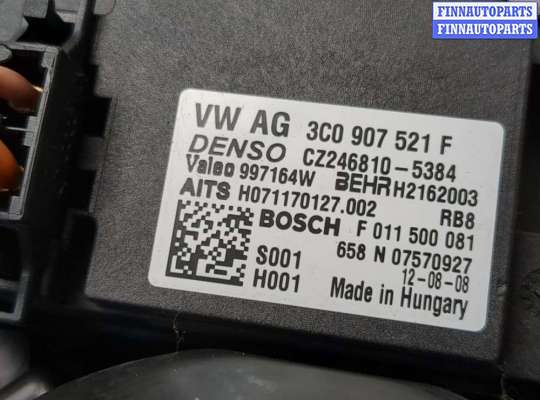 FINNAUTOPARTS
FINNAUTOPARTS
VW AG 3C0 907 521 F
DENSO CZ246810-5384
Valeo 997164W BEHR H2162003
AITS H071170127.002 RB8
BOSCH F 011 500 081
S001 658 N 07570927
H001 12-08-08
Made in Hungary